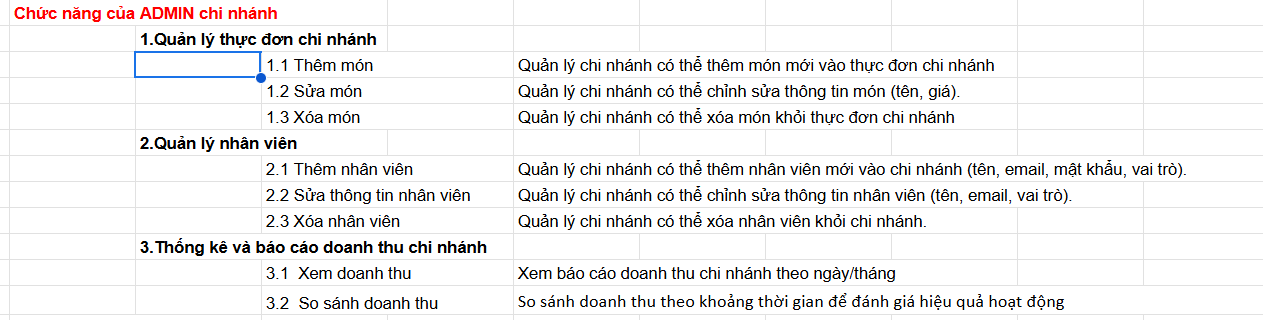 Chức năng của ADMIN chi nhánh
1.Quản lý thực đơn chi nhánh
1.1 Thêm món Quản lý chi nhánh có thể thêm món mới vào thực đơn chi nhánh
1.2 Sửa món Quản lý chi nhánh có thể chỉnh sửa thông tin món (tên, giá).
1.3 Xóa món Quản lý chi nhánh có thể xóa món khỏi thực đơn chi nhánh
2.Quản lý nhân viên
2.1 Thêm nhân viên Quản lý chi nhánh có thể thêm nhân viên mới vào chi nhánh (tên, email, mật khẩu, vai trò).
2.2 Sửa thông tin nhân viên Quản lý chi nhánh có thể chỉnh sửa thông tin nhân viên (tên, email, vai trò).
2.3 Xóa nhân viên Quản lý chi nhánh có thể xóa nhân viên khỏi chi nhánh.
3.Thống kê và báo cáo doanh thu chi nhánh
3.1 Xem doanh thu Xem báo cáo doanh thu chi nhánh theo ngày/tháng
3.2 So sánh doanh thu So sánh doanh thu theo khoảng thời gian để đánh giá hiệu quả hoạt động